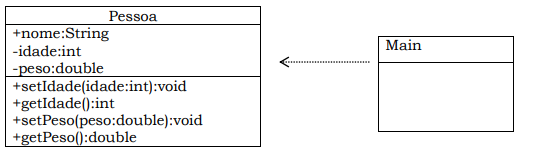 Pessoa
+nome:String
-idade:int
-peso:double
+setIdade(idade:int):void
+getIdade():int
+setPeso(peso:double):void
+getPeso():double
Main